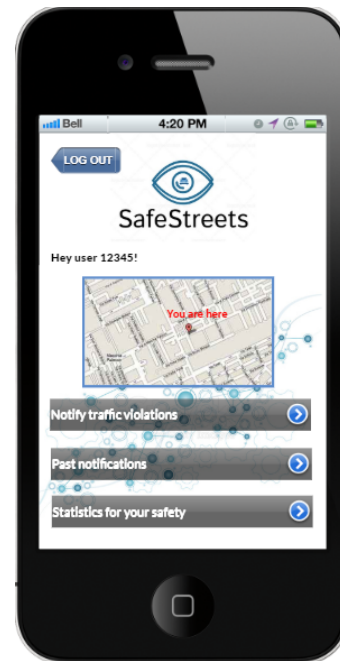 Bell 4:20 PM
LOG OUT
SafeStreets
Hey user 12345!
You are here
Notify traffic violations
Past notifications
Statistics for your safety